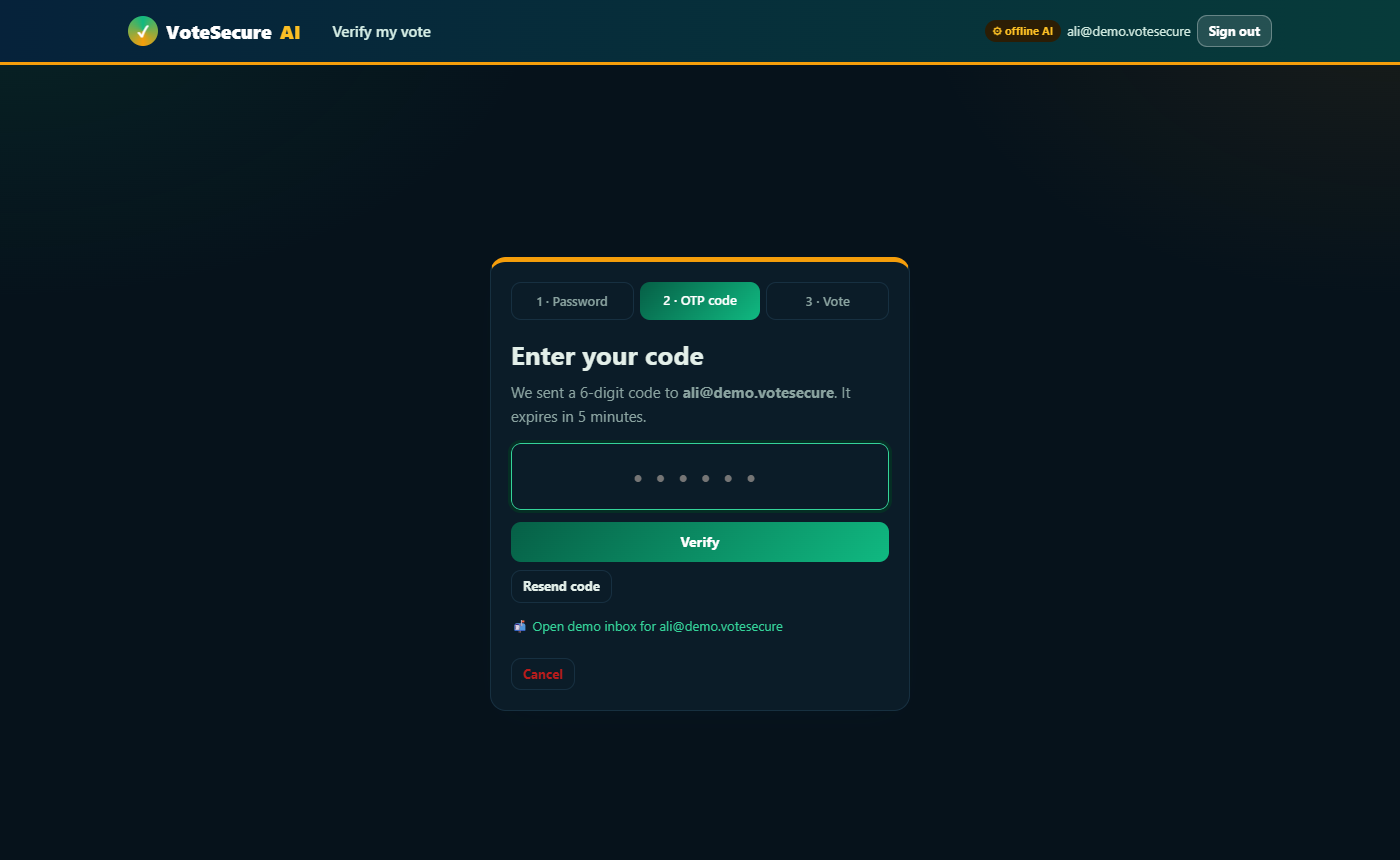 VoteSecure AI
Verify my vote
offline AI
ali@demo.votesecure
Sign out
1 · Password
2 · OTP code
3 · Vote
Enter your code
We sent a 6-digit code to ali@demo.votesecure. It
expires in 5 minutes.
Verify
Resend code
Open demo inbox for ali@demo.votesecure
Cancel